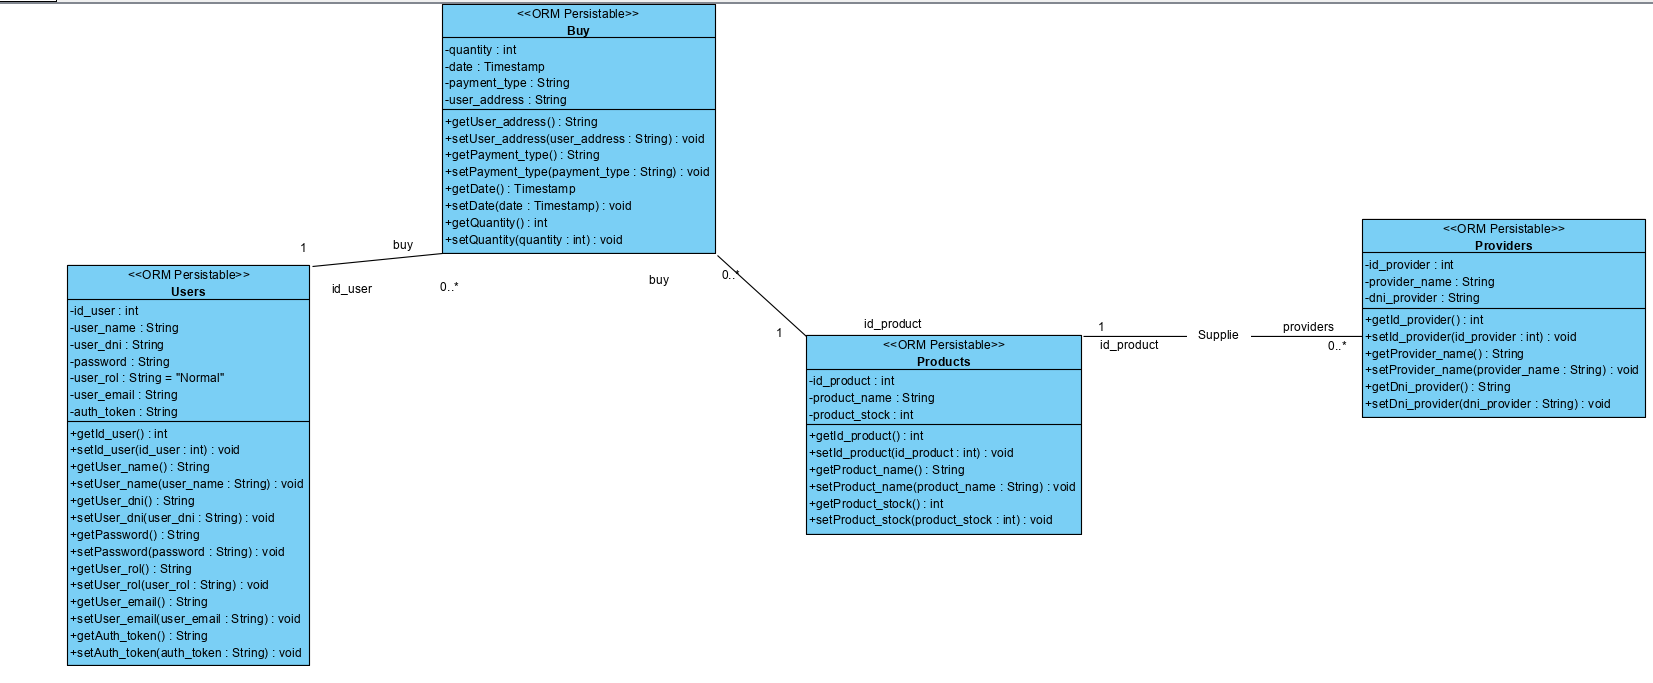 <<ORM Persistable>>
Buy
-quantity : int
-date : Timestamp
-payment_type : String
-user_address : String
+getUser_address() : String
+setUser_address(user_address : String) : void
+getPayment_type() : String
+setPayment_type(payment_type : String) : void
+getDate() : Timestamp
+setDate(date : Timestamp) : void
+getQuantity() : int
+setQuantity(quantity : int) : void
1
buy
id_user
0..*
buy
0..*
1
id_product
<<ORM Persistable>>
Users
-id_user : int
-user_name : String
-user_dni : String
-password : String
-user_rol : String = "Normal"
-user_email : String
-auth_token : String
+getId_user() : int
+setId_user(id_user : int) : void
+getUser_name() : String
+setUser_name(user_name : String) : void
+getUser_dni() : String
+setUser_dni(user_dni : String) : void
+getPassword() : String
+setPassword(password : String) : void
+getUser_rol() : String
+setUser_rol(user_rol : String) : void
+getUser_email() : String
+setUser_email(user_email : String) : void
+getAuth_token() : String
+setAuth_token(auth_token : String) : void
<<ORM Persistable>>
Products
-id_product : int
-product_name : String
-product_stock : int
+getId_product() : int
+setId_product(id_product : int) : void
+getProduct_name() : String
+setProduct_name(product_name : String) : void
+getProduct_stock() : int
+setProduct_stock(product_stock : int) : void
1
id_product
Supplie
providers
0..*
<<ORM Persistable>>
Providers
-id_provider : int
-provider_name : String
-dni_provider : String
+getId_provider() : int
+setId_provider(id_provider : int) : void
+getProvider_name() : String
+setProvider_name(provider_name : String) : void
+getDni_provider() : String
+setDni_provider(dni_provider : String) : void